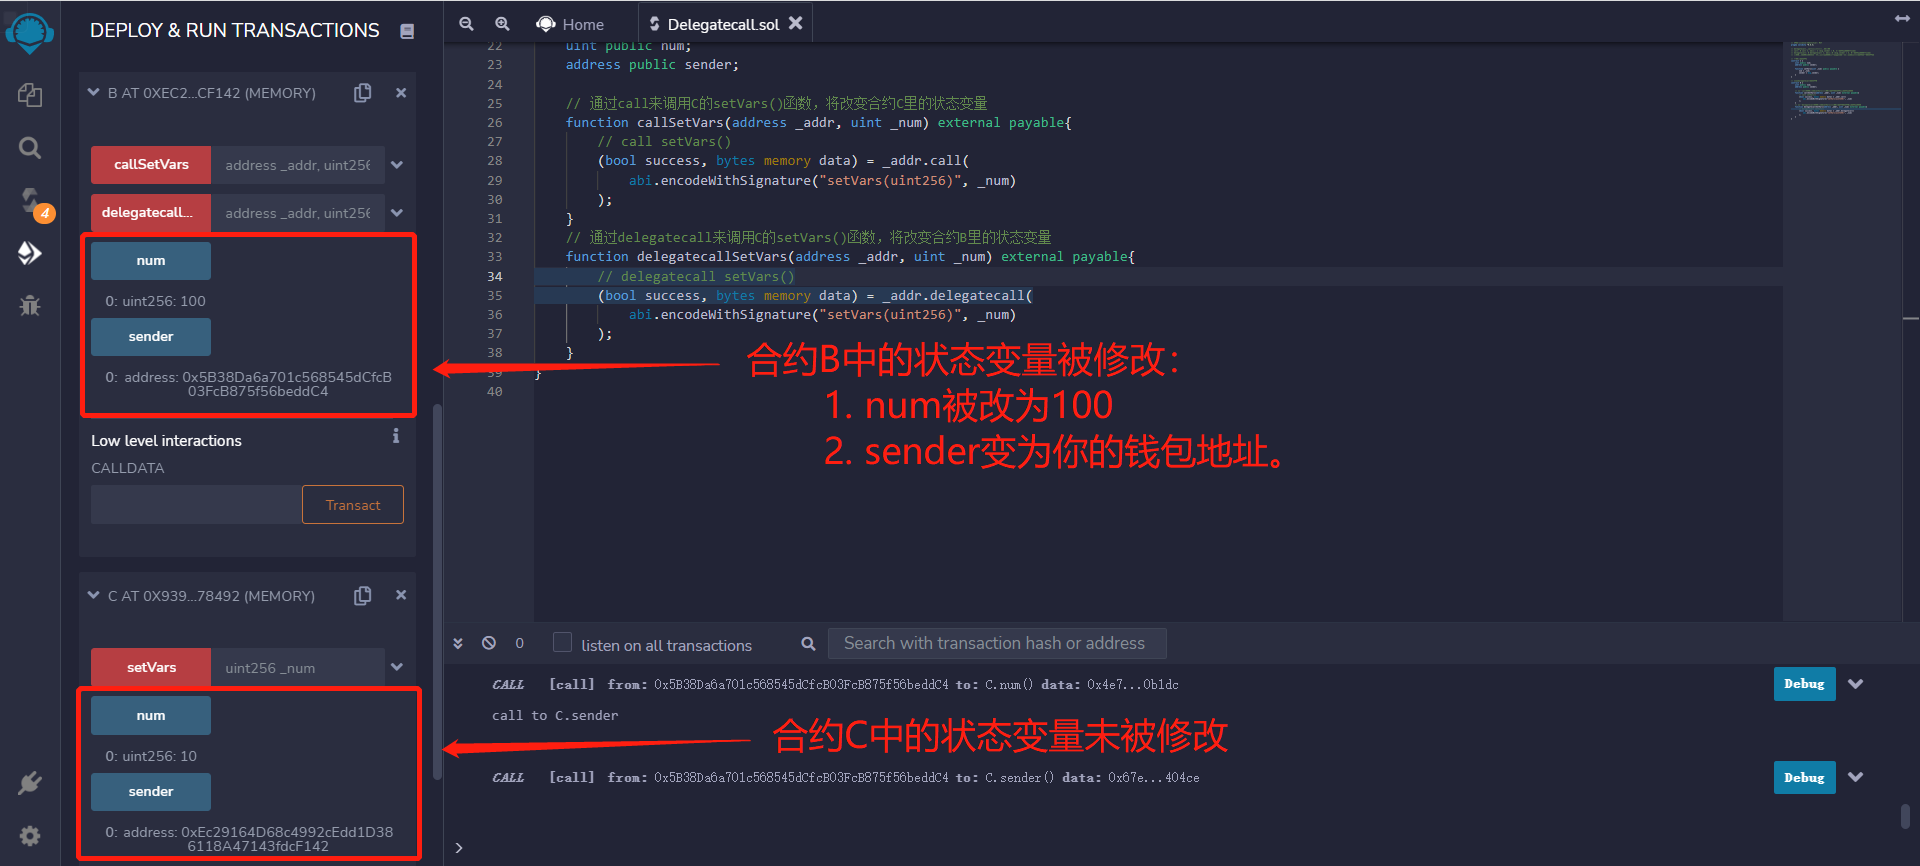 DEPLOY & RUN TRANSACTIONS
B AT 0XEC2...CF142 (MEMORY)
callSetVars
address _addr, uint256
delegatecall...
address _addr, uint256
num
0: uint256: 100
sender
0: address: 0x5B38Da6a701c568545dCfcB
03FcB875f56beddC4
Low level interactions
CALLDATA
Transact
C AT 0X939...78492 (MEMORY)
setVars
uint256 _num
num
0: uint256: 10
sender
0: address: 0xEc29164D68c4992cEdd1D38
6118A47143fdcF142
4
Home
Delegatecall.sol
22 uint public num;
23 address public sender;
24
25 // 通过call来调用C的setVars()函数，将改变合约C里的状态变量
26 function callSetVars(address _addr, uint _num) external payable{
27 // call setVars()
28 (bool success, bytes memory data) = _addr.call(
29 abi.encodeWithSignature("setVars(uint256)", _num)
30 );
31 }
32 // 通过delegatecall来调用C的setVars()函数，将改变合约B里的状态变量
33 function delegatecallSetVars(address _addr, uint _num) external payable{
34 // delegatecall setVars()
35 (bool success, bytes memory data) = _addr.delegatecall(
36 abi.encodeWithSignature("setVars(uint256)", _num)
37 );
38 }
39 }
40
合约B中的状态变量被修改：
1. num被改为100
2. sender变为你的钱包地址。
0
listen on all transactions
Search with transaction hash or address
CALL [call] from: 0x5B38Da6a701c568545dCfcB03FcB875f56beddC4 to: C.num() data: 0x4e7...0b1dc
Debug
call to C.sender
合约C中的状态变量未被修改
CALL [call] from: 0x5B38Da6a701c568545dCfcB03FcB875f56beddC4 to: C.sender() data: 0x67e...404ce
Debug
>